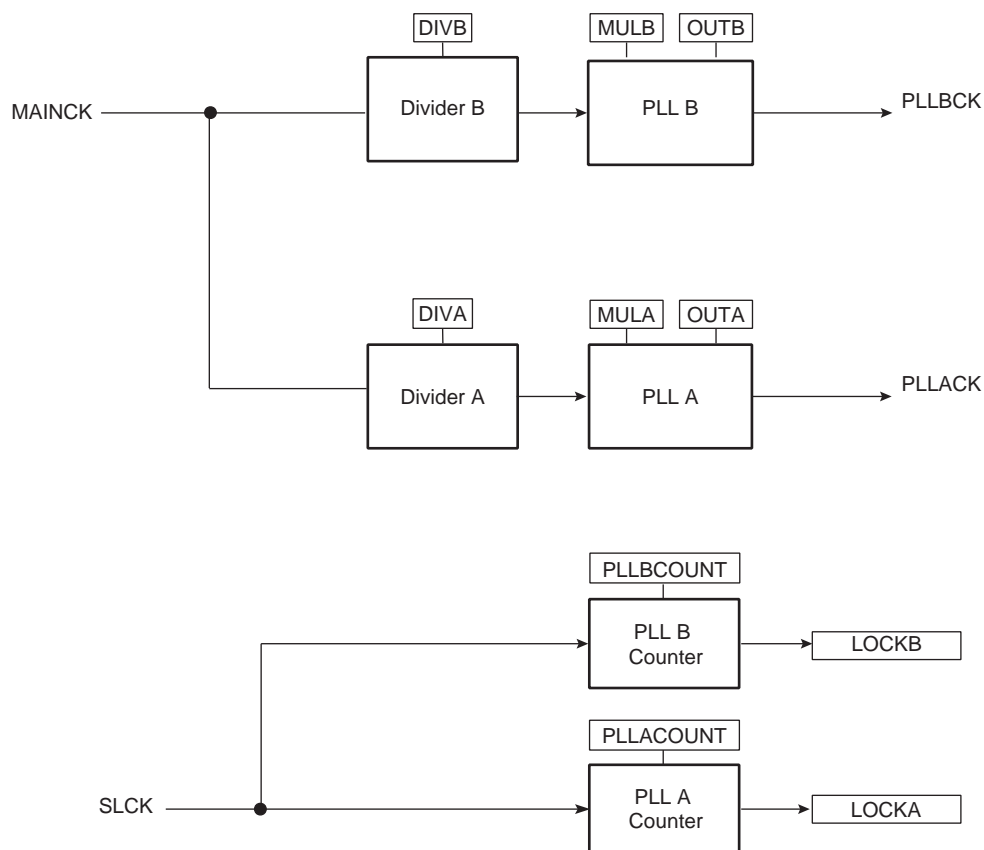 DIVB
MULB
OUTB
MAINCK
Divider B
PLL B
PLLBCK
DIVA
MULA
OUTA
Divider A
PLL A
PLLACK
PLLBCOUNT
PLL B
Counter
LOCKB
PLLACOUNT
SLCK
PLL A
Counter
LOCKA